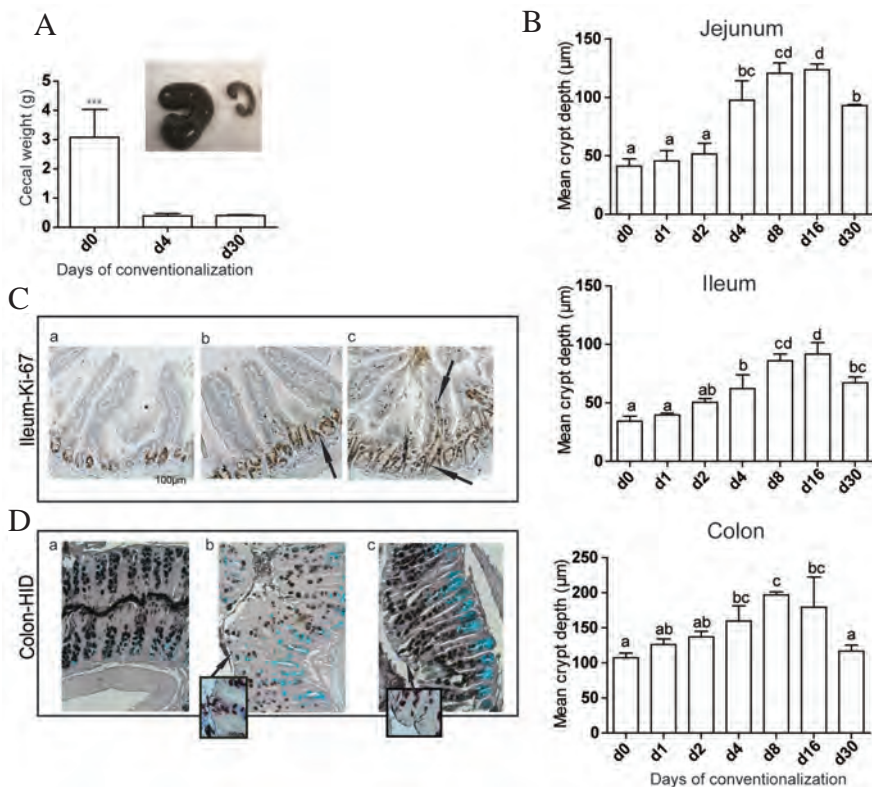 A
Cecal weight (g)
5
4
3
2
1
0
***
d0
d4
d30
Days of conventionalization
B
Jejunum
Mean crypt depth (µm)
150
100
50
0
a
a
a
bc
cd
d
b
d0
d1
d2
d4
d8
d16
d30
Ileum
Mean crypt depth (µm)
150
100
50
0
a
a
ab
b
cd
d
bc
d0
d1
d2
d4
d8
d16
d30
Colon
Mean crypt depth (µm)
250
200
150
100
50
0
a
ab
ab
bc
c
bc
a
d0
d1
d2
d4
d8
d16
d30
Days of conventionalization
C
Ileum-Ki-67
a
b
c
100µm
D
Colon-HID
a
b
c